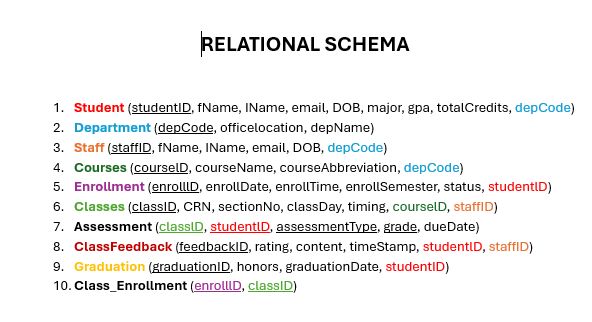 RELATIONAL SCHEMA
1. Student (studentID, fName, lName, email, DOB, major, gpa, totalCredits, depCode)
2. Department (depCode, officelocation, depName)
3. Staff (staffID, fName, lName, email, DOB, depCode)
4. Courses (courseID, courseName, courseAbbreviation, depCode)
5. Enrollment (enrollID, enrollDate, enrollTime, enrollSemester, status, studentID)
6. Classes (classID, CRN, sectionNo, classDay, timing, courseID, staffID)
7. Assessment (classID, studentID, assessmentType, grade, dueDate)
8. ClassFeedback (feedbackID, rating, content, timeStamp, studentID, staffID)
9. Graduation (graduationID, honors, graduationDate, studentID)
10. Class_Enrollment (enrollID, classID)